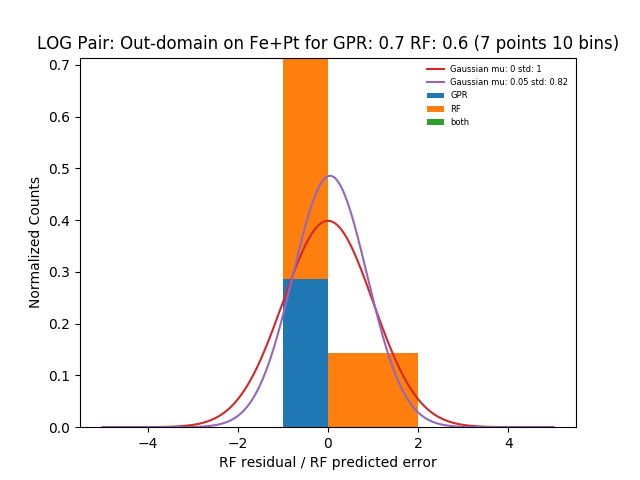 LOG Pair: Out-domain on Fe+Pt for GPR: 0.7 RF: 0.6 (7 points 10 bins)
Gaussian mu: 0 std: 1
Gaussian mu: 0.05 std: 0.82
GPR
RF
both
Normalized Counts
0.7
0.6
0.5
0.4
0.3
0.2
0.1
0.0
−4 −2 0 2 4
RF residual / RF predicted error